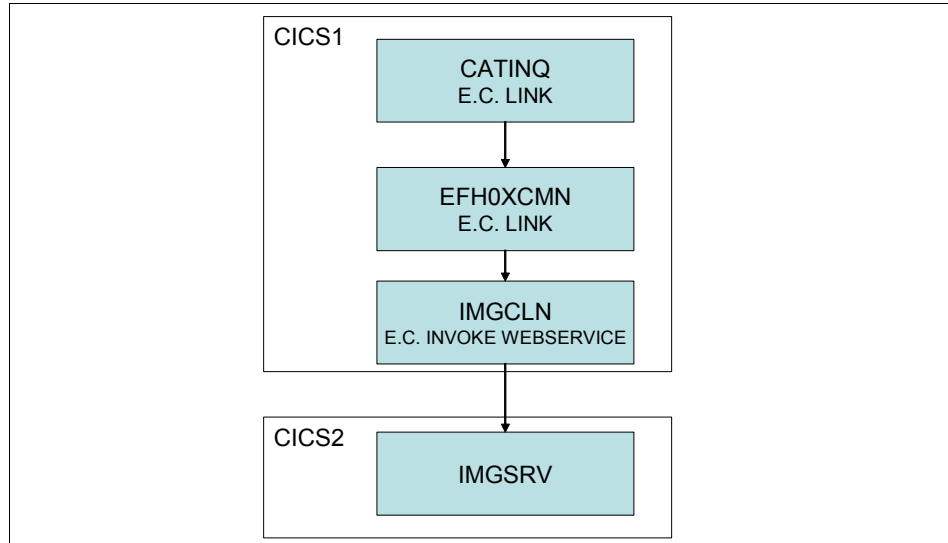 CICS1
CATINQ
E.C. LINK
EFH0XCMN
E.C. LINK
IMGCLN
E.C. INVOKE WEBSERVICE
CICS2
IMGSRV